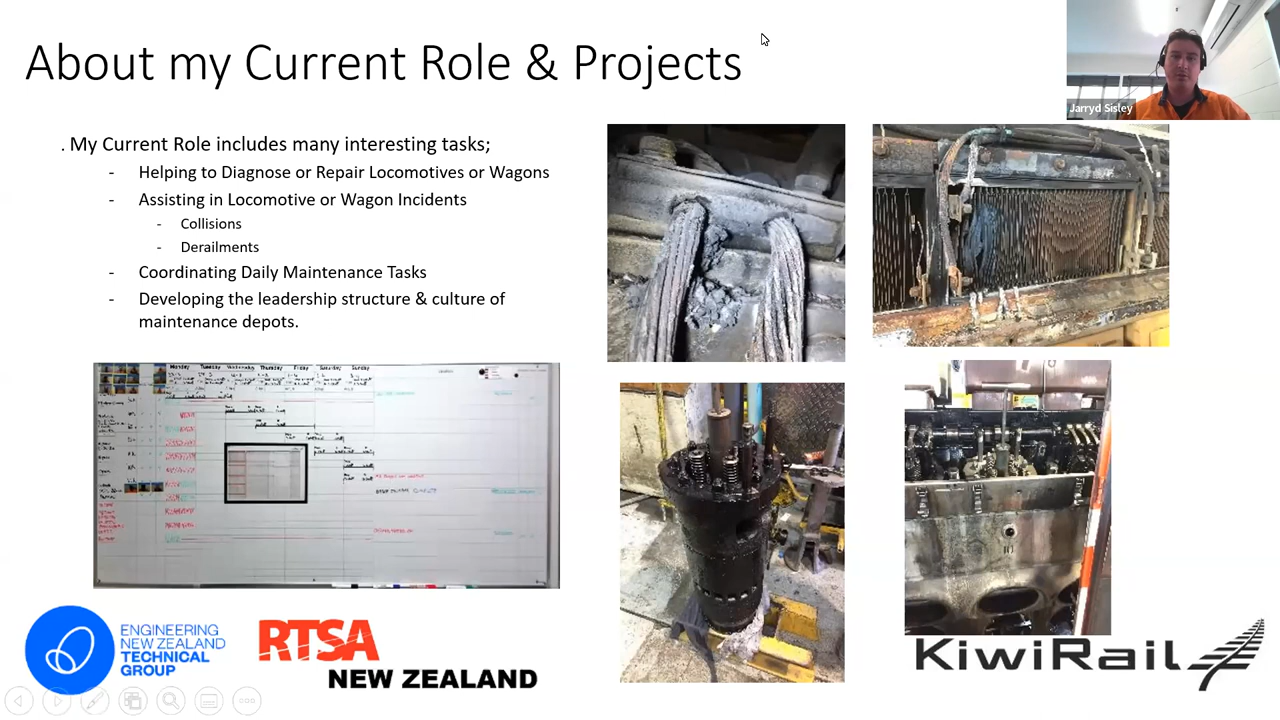 About my Current Role & Projects
Jarryd Sisley
. My Current Role includes many interesting tasks;
- Helping to Diagnose or Repair Locomotives or Wagons
- Assisting in Locomotive or Wagon Incidents
- Collisions
- Derailments
- Coordinating Daily Maintenance Tasks
- Developing the leadership structure & culture of
maintenance depots.
Monday Tuesday Wednesday Thursday Friday Saturday Sunday
ENGINEERING
NEW ZEALAND
TECHNICAL
GROUP
RTSA
NEW ZEALAND
KiwiRail